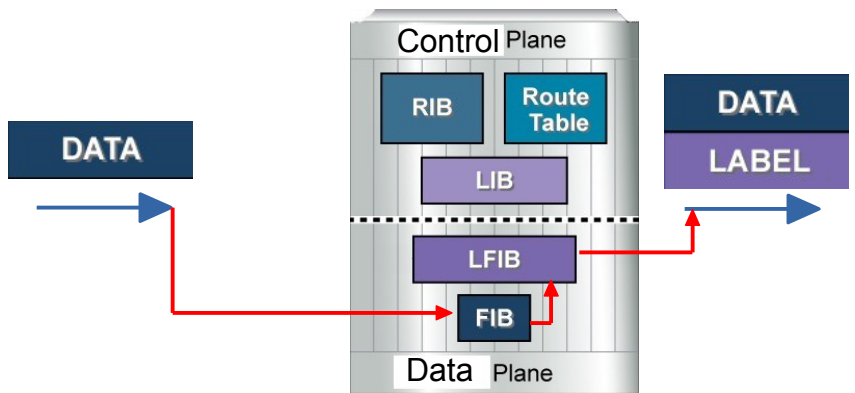 Control Plane
RIB
Route
Table
DATA
DATA
LABEL
LIB
LFIB
FIB
Data Plane